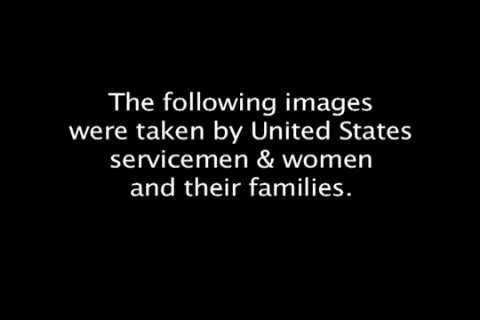 The following images
were taken by United States
servicemen & women
and their families.